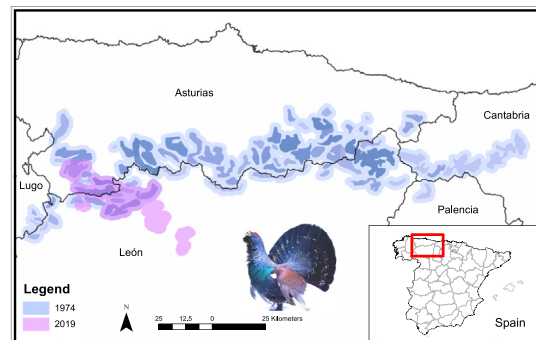 Asturias
Cantabria
Lugo
Palencia
León
Legend
1974
2019
N
25 12.5 0 25 Kilometers
Spain